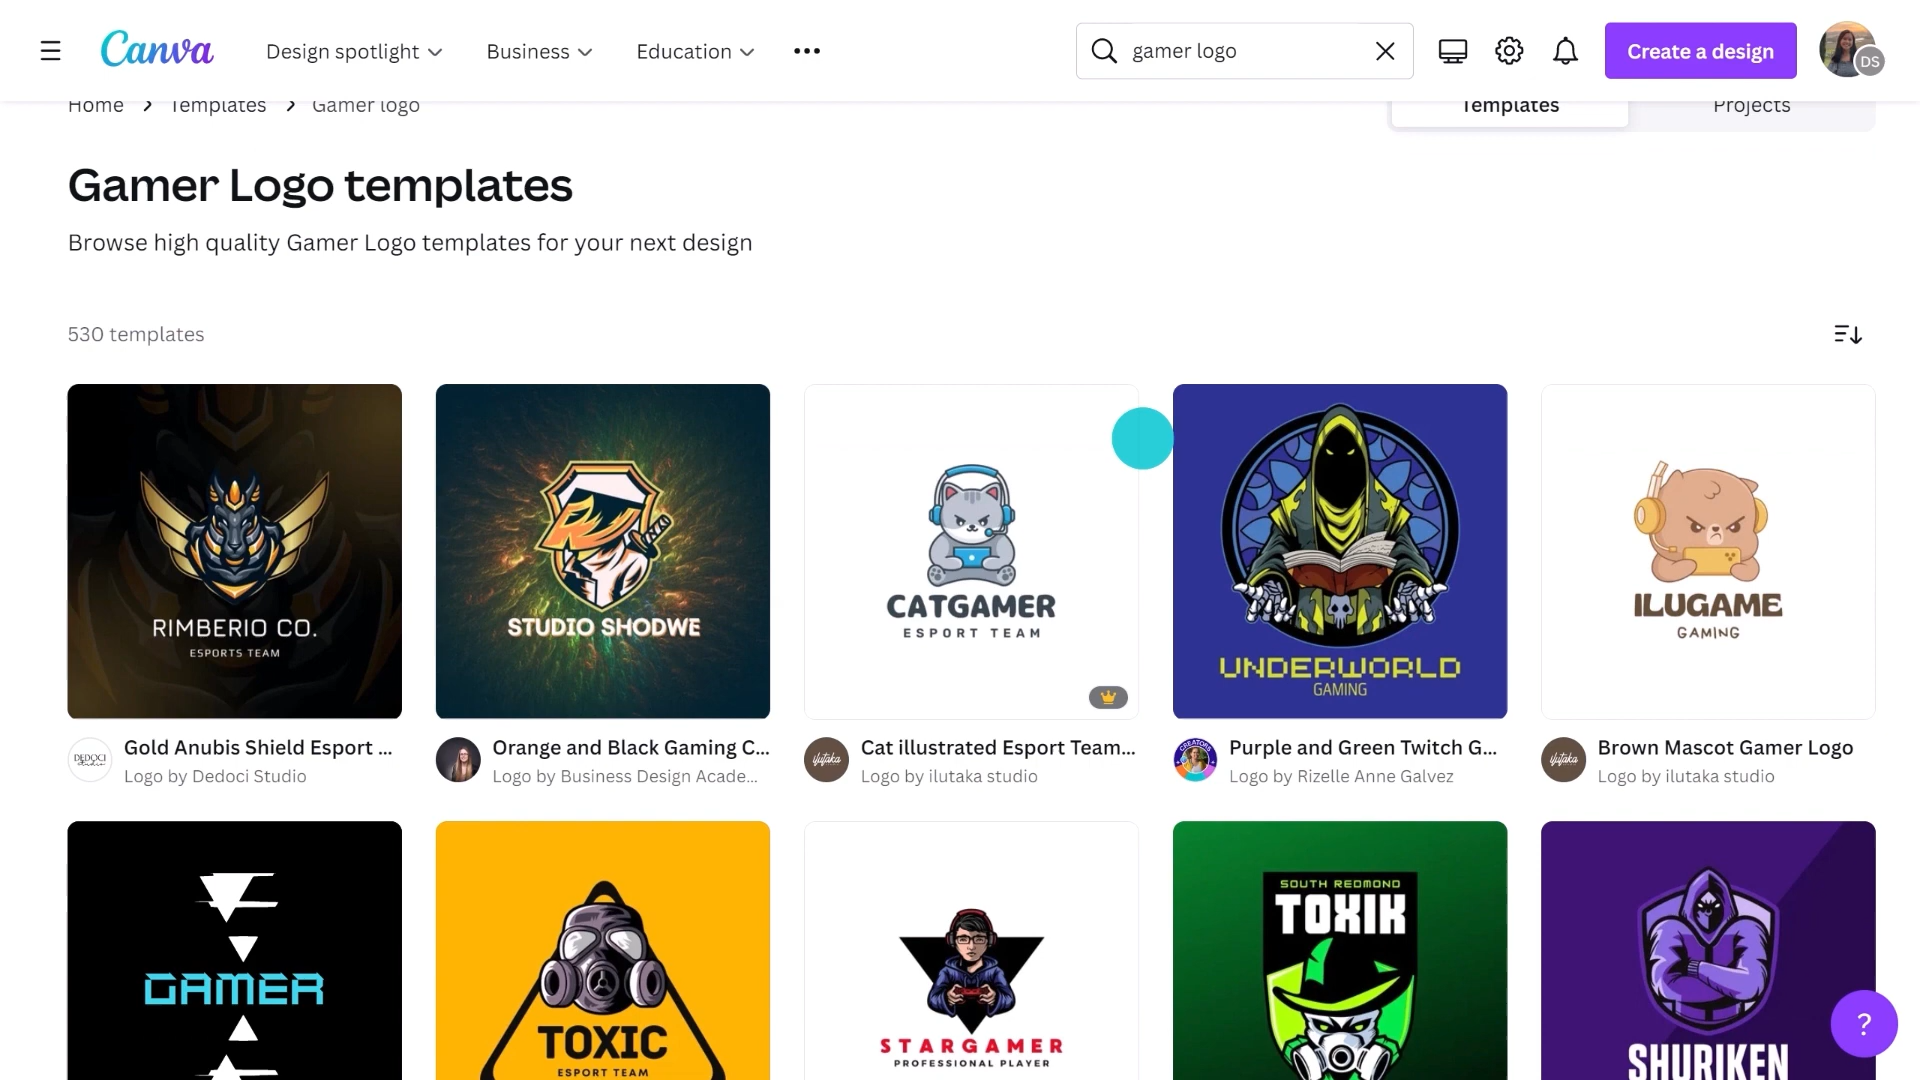 Canva
Design spotlight
Business
Education
gamer logo
Create a design
DS
Home
Templates
Gamer logo
Templates
Projects
Gamer Logo templates
Browse high quality Gamer Logo templates for your next design
530 templates
RIMBERIO CO.
ESPORTS TEAM
STUDIO SHODWE
CATGAMER
ESPORT TEAM
UNDERWORLD
GAMING
ILUGAME
GAMING
DEDOCI
Gold Anubis Shield Esport ...
Logo by Dedoci Studio
Orange and Black Gaming C...
Logo by Business Design Acade...
ilutaka
Cat illustrated Esport Team...
Logo by ilutaka studio
CREATORS
Purple and Green Twitch G...
Logo by Rizelle Anne Galvez
ilutaka
Brown Mascot Gamer Logo
Logo by ilutaka studio
GAMER
TOXIC
ESPORT TEAM
STARGAMER
PROFESSIONAL PLAYER
SOUTH REDMOND
TOXIK
SHURIKEN
?